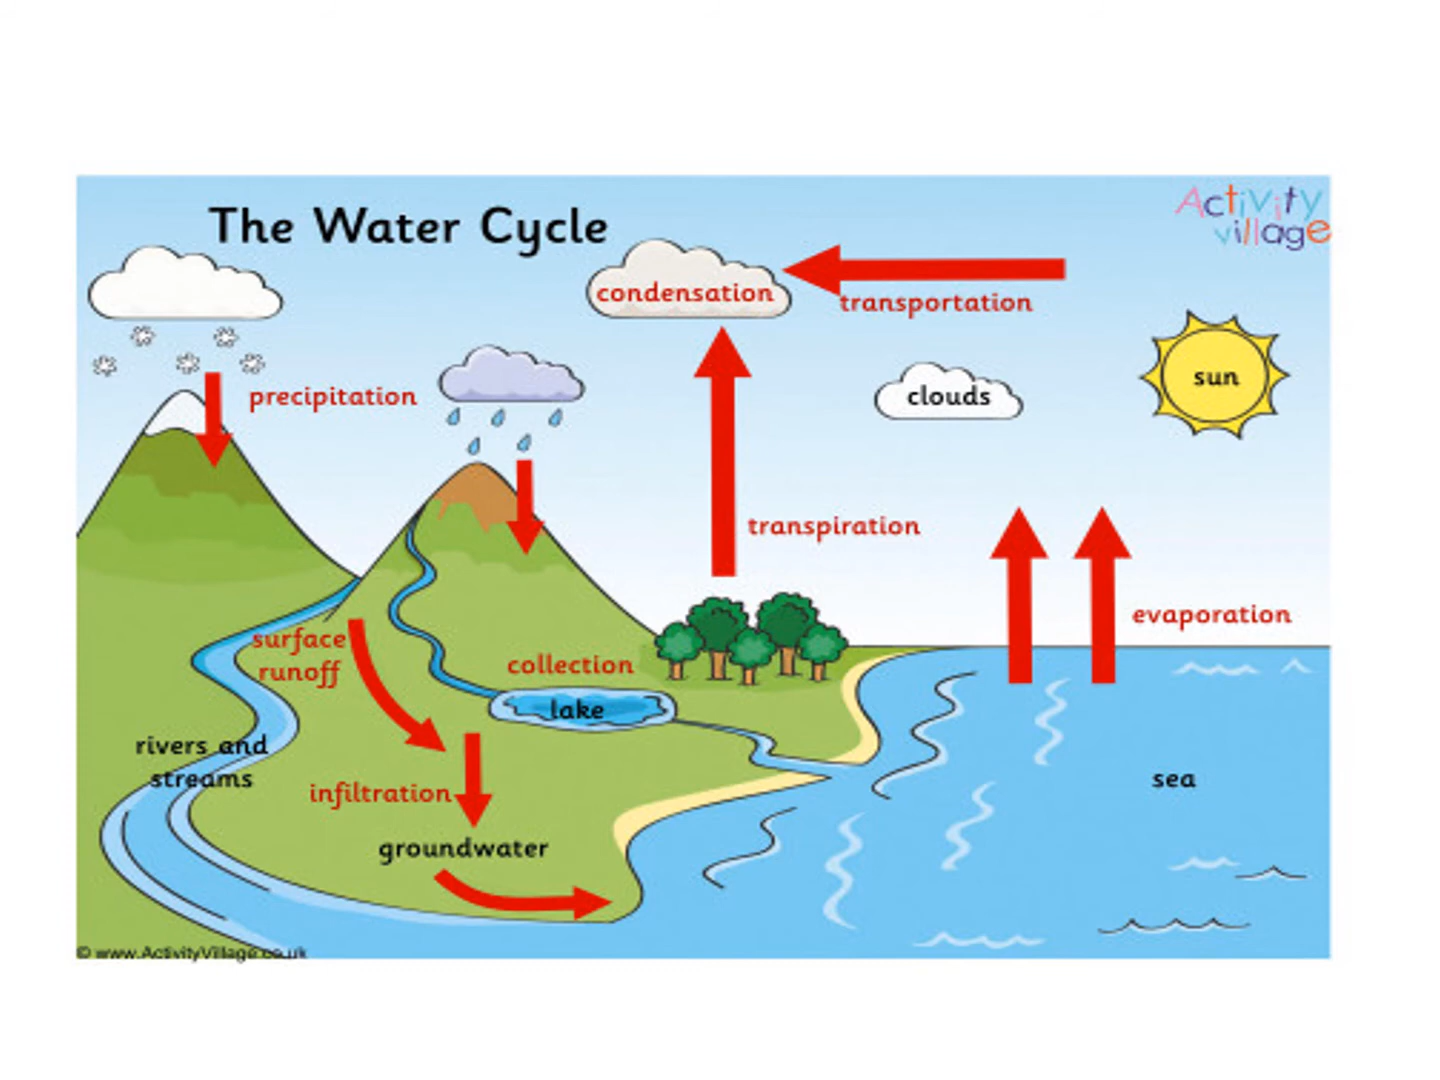 The Water Cycle
Activity
village
condensation
transportation
precipitation
clouds
sun
transpiration
evaporation
surface
runoff
collection
lake
rivers and
streams
infiltration
sea
groundwater
© www.ActivityVillage.co.uk